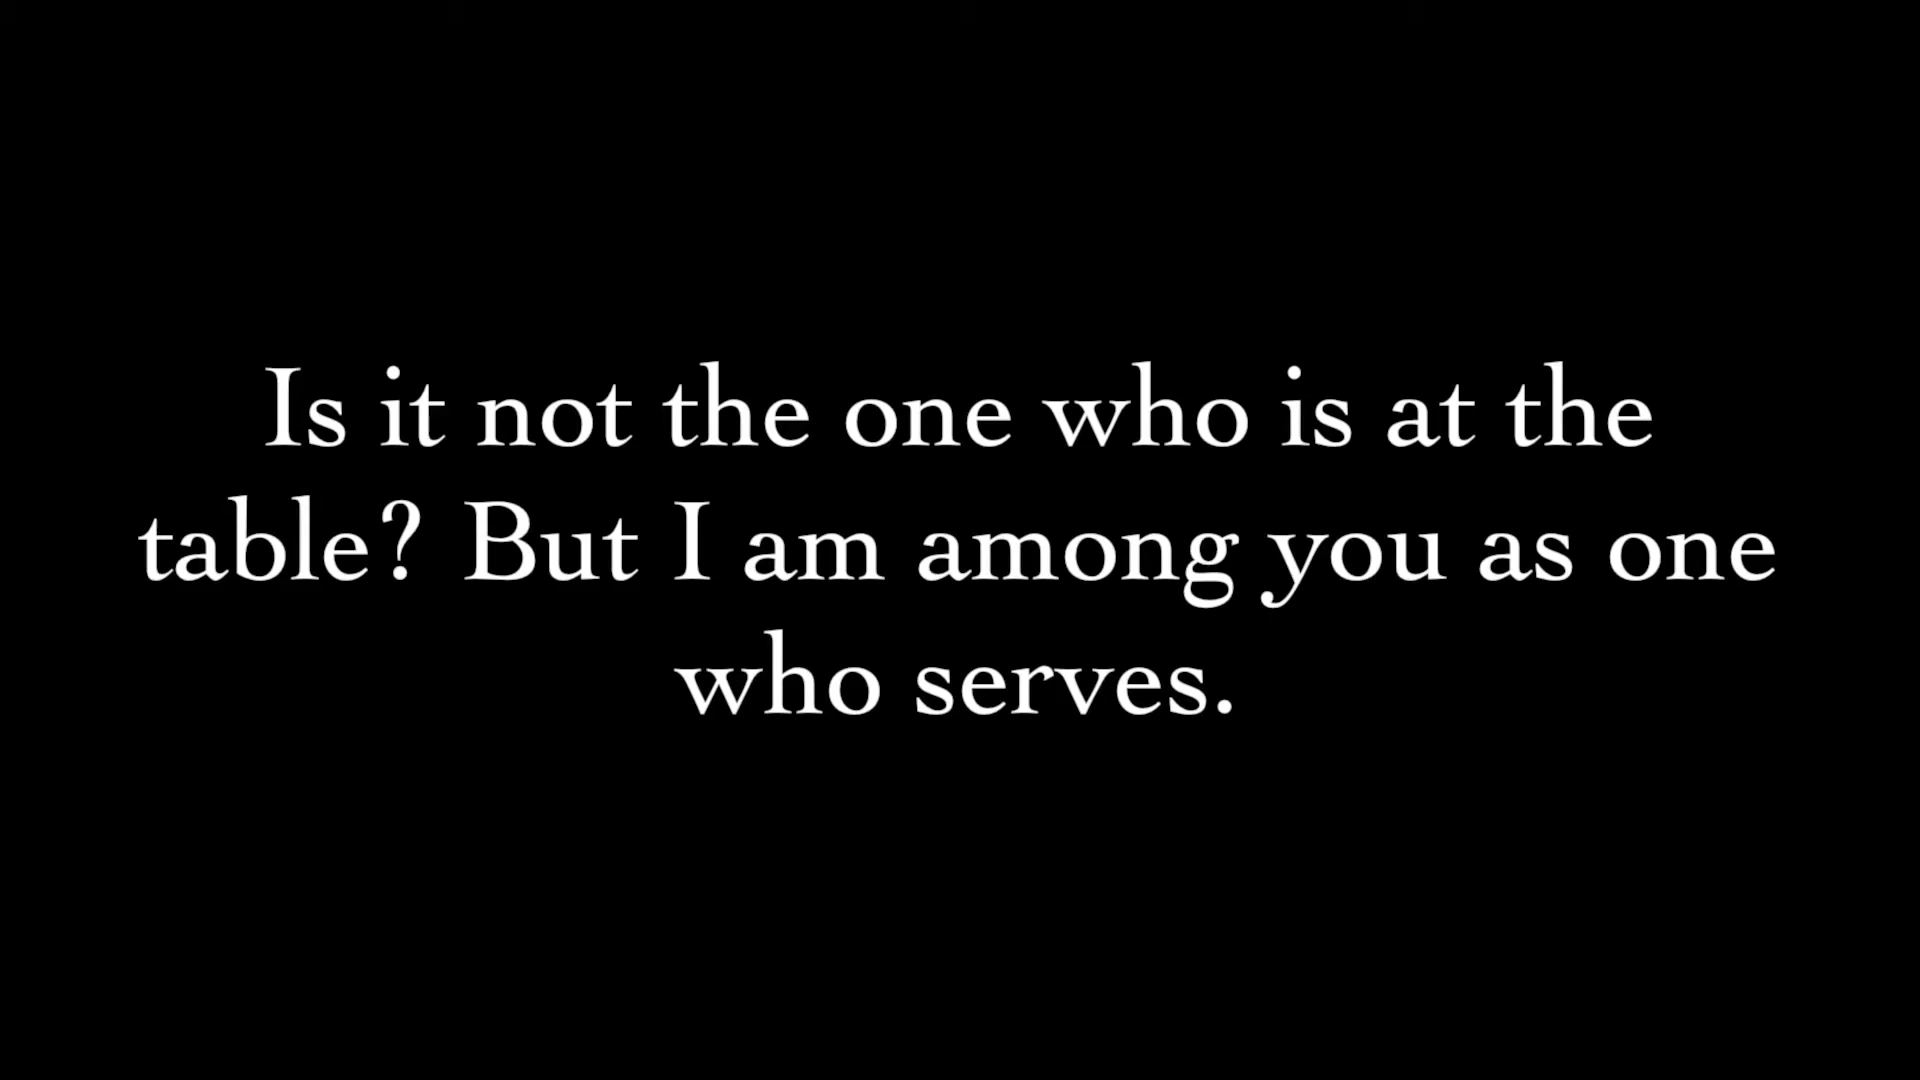 Is it not the one who is at the
table? But I am among you as one
who serves.